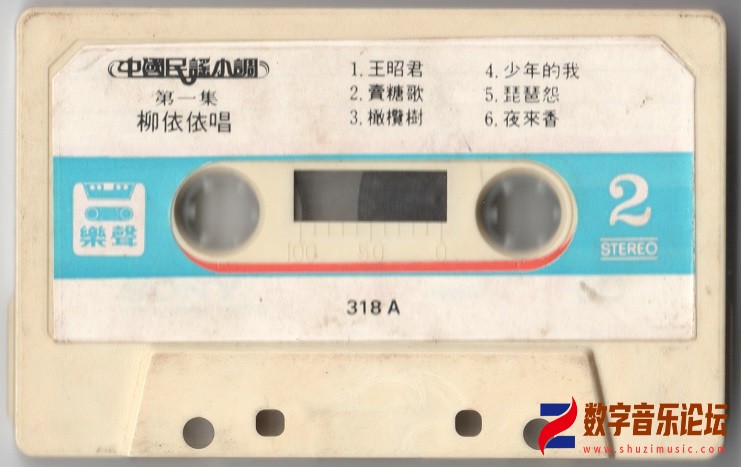 中國民謠小調
第一集
柳依依唱
1. 王昭君
2. 賣糖歌
3. 橄欖樹
4. 少年的我
5. 琵琶怨
6. 夜來香
樂聲
2
STEREO
100 50 0
318 A
数字音乐论坛
www.shuzimusic.com